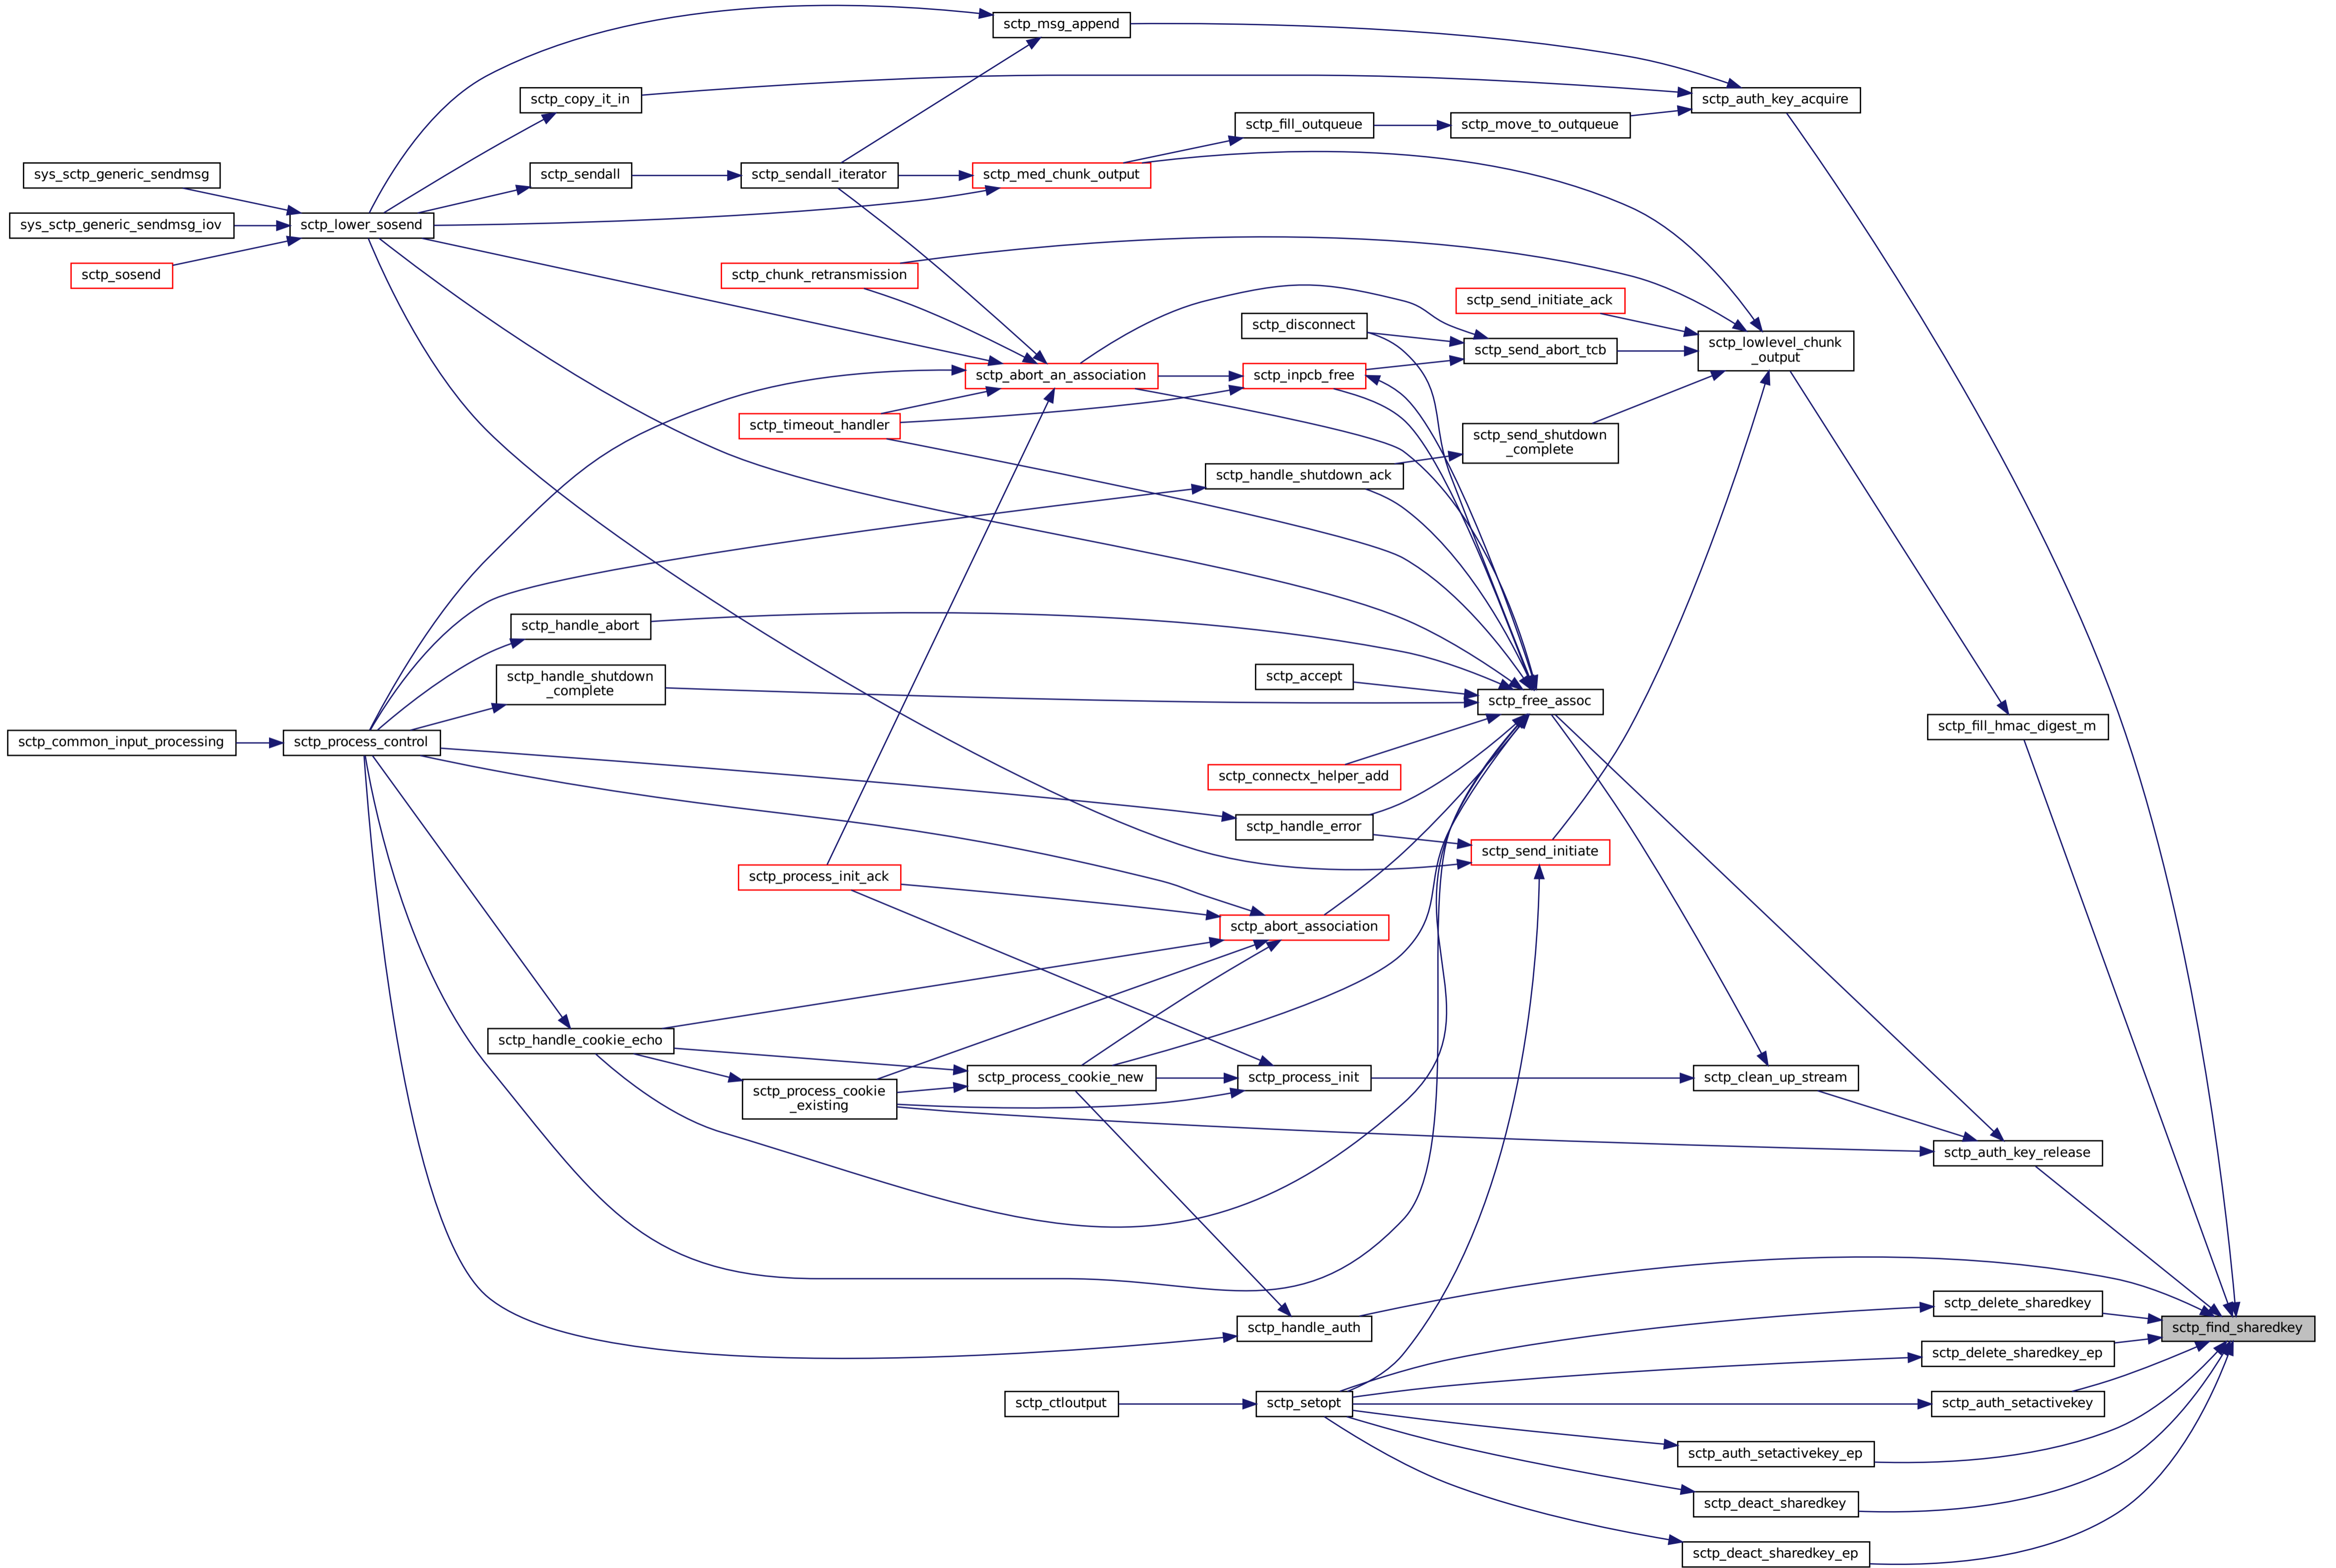 sctp_msg_append
sctp_copy_it_in
sctp_auth_key_acquire
sctp_fill_outqueue
sctp_move_to_outqueue
sys_sctp_generic_sendmsg
sctp_sendall
sctp_sendall_iterator
sctp_med_chunk_output
sys_sctp_generic_sendmsg_iov
sctp_lower_sosend
sctp_sosend
sctp_chunk_retransmission
sctp_send_initiate_ack
sctp_disconnect
sctp_send_abort_tcb
sctp_lowlevel_chunk
_output
sctp_abort_an_association
sctp_inpcb_free
sctp_timeout_handler
sctp_send_shutdown
_complete
sctp_handle_shutdown_ack
sctp_handle_abort
sctp_handle_shutdown
_complete
sctp_accept
sctp_free_assoc
sctp_fill_hmac_digest_m
sctp_common_input_processing
sctp_process_control
sctp_connectx_helper_add
sctp_handle_error
sctp_send_initiate
sctp_process_init_ack
sctp_abort_association
sctp_handle_cookie_echo
sctp_process_cookie
_existing
sctp_process_cookie_new
sctp_process_init
sctp_clean_up_stream
sctp_auth_key_release
sctp_handle_auth
sctp_delete_sharedkey
sctp_find_sharedkey
sctp_delete_sharedkey_ep
sctp_ctloutput
sctp_setopt
sctp_auth_setactivekey
sctp_auth_setactivekey_ep
sctp_deact_sharedkey
sctp_deact_sharedkey_ep